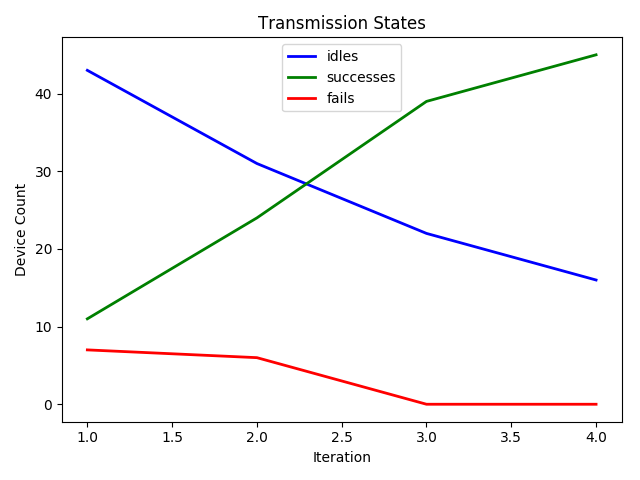 Transmission States
idles
successes
fails
Device Count
40
30
20
10
0
1.0 1.5 2.0 2.5 3.0 3.5 4.0
Iteration